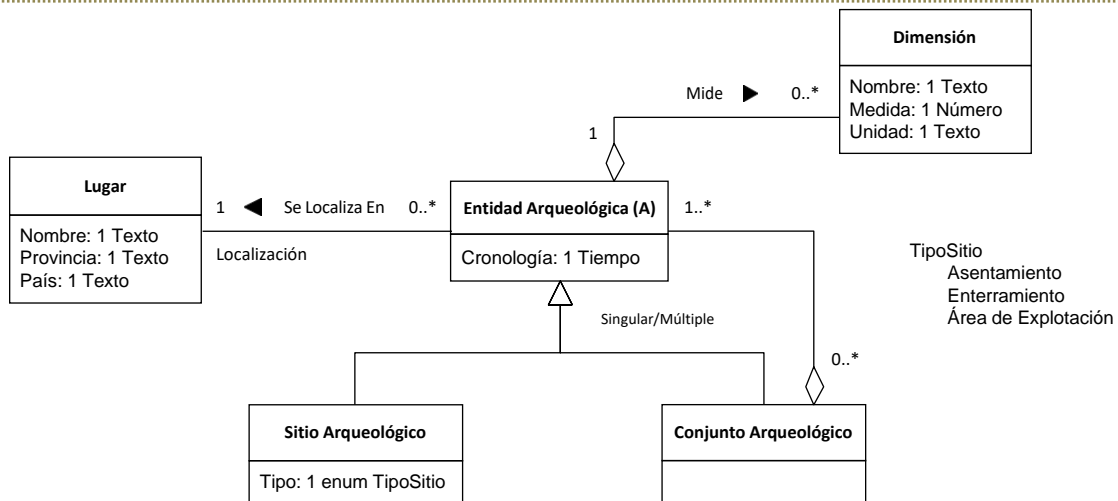 Dimensión
Nombre: 1 Texto
Medida: 1 Número
Unidad: 1 Texto
Mide 0..*
1
Lugar
Nombre: 1 Texto
Provincia: 1 Texto
País: 1 Texto
1 Se Localiza En 0..*
Localización
Entidad Arqueológica (A)
Cronología: 1 Tiempo
1..*
TipoSitio
Asentamiento
Enterramiento
Área de Explotación
Singular/Múltiple
0..*
Sitio Arqueológico
Tipo: 1 enum TipoSitio
Conjunto Arqueológico